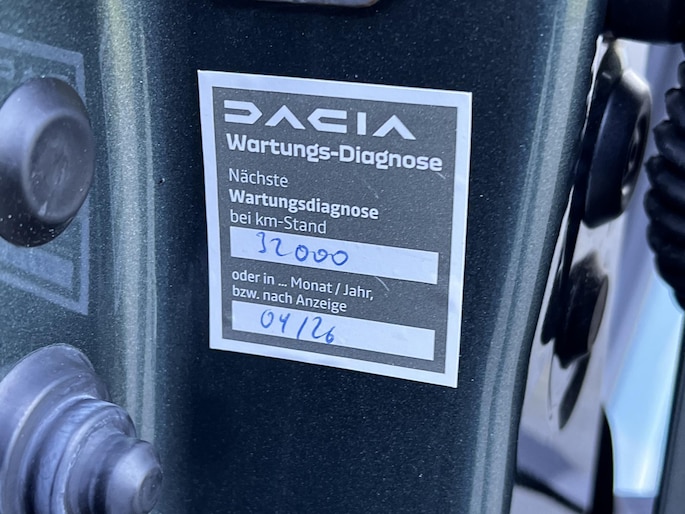 DACIA
Wartungs-Diagnose
Nächste
Wartungsdiagnose
bei km-Stand
32000
oder in ... Monat / Jahr,
bzw. nach Anzeige
04/26